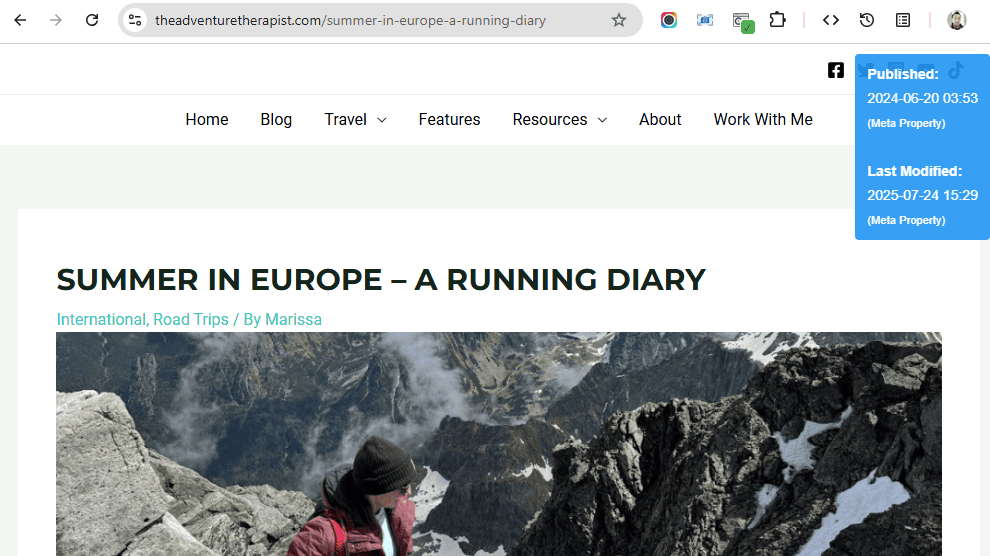 theadventuretherapist.com/summer-in-europe-a-running-diary
Published:
2024-06-20 03:53
(Meta Property)
Last Modified:
2025-07-24 15:29
(Meta Property)
Home Blog Travel Features Resources About Work With Me
SUMMER IN EUROPE – A RUNNING DIARY
International, Road Trips / By Marissa